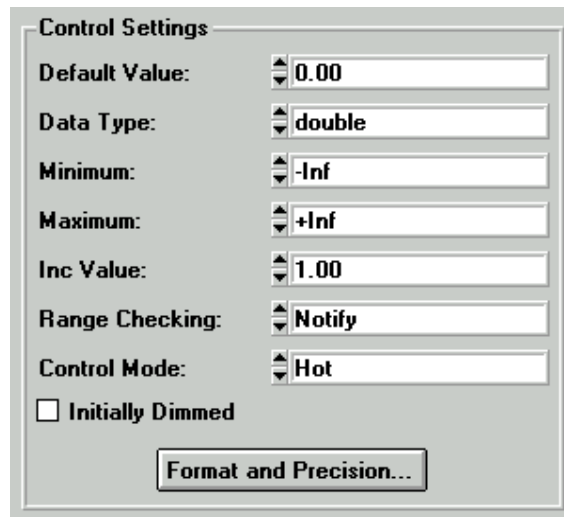 Control Settings
Default Value: 0.00
Data Type: double
Minimum: -Inf
Maximum: +Inf
Inc Value: 1.00
Range Checking: Notify
Control Mode: Hot
Initially Dimmed
Format and Precision...